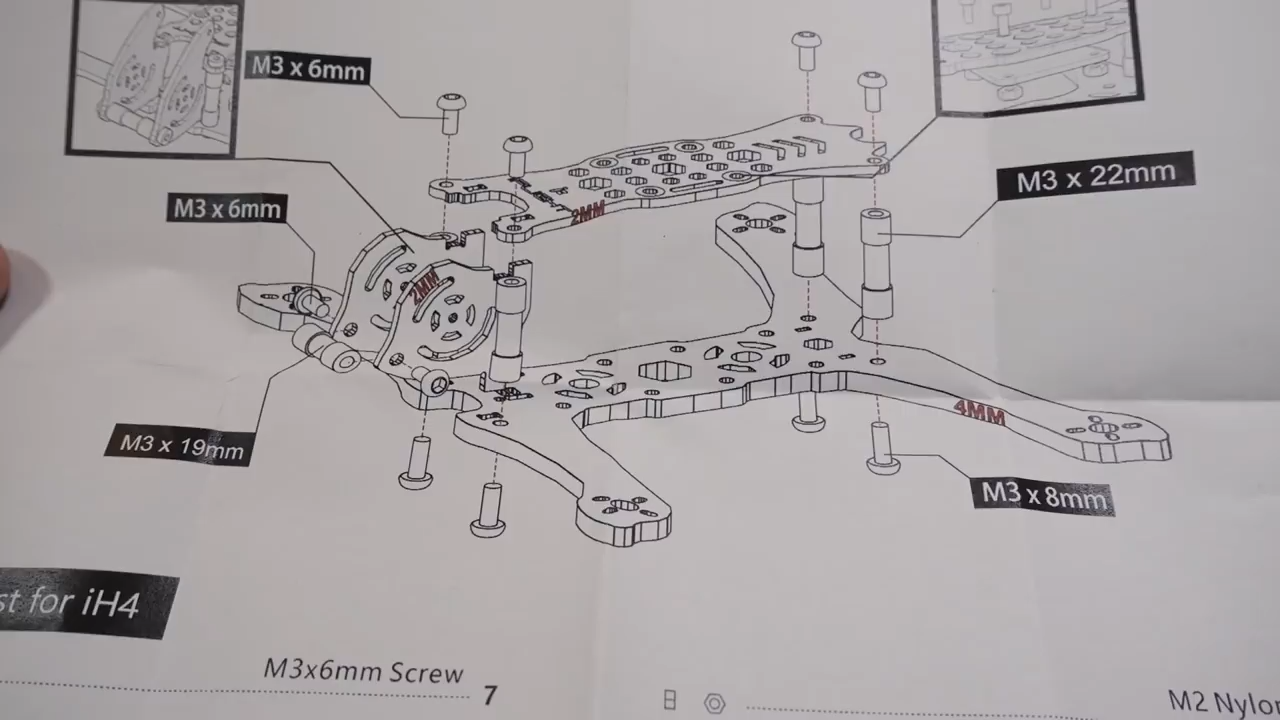 M3 x 6mm
M3 x 22mm
M3 x 6mm
2MM
2MM
4MM
M3 x 19mm
M3 x 8mm
st for iH4
M3x6mm Screw
7
M2 Nylon